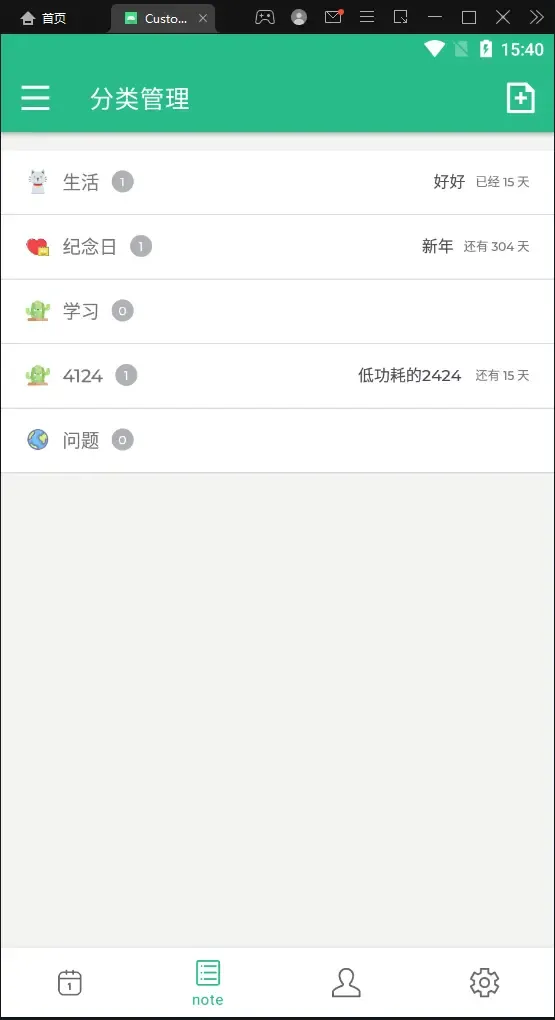 首页 Custo...
15:40
分类管理
生活 1 好好 已经 15 天
纪念日 1 新年 还有 304 天
学习 0
4124 1 低功耗的2424 还有 15 天
问题 0
1
note